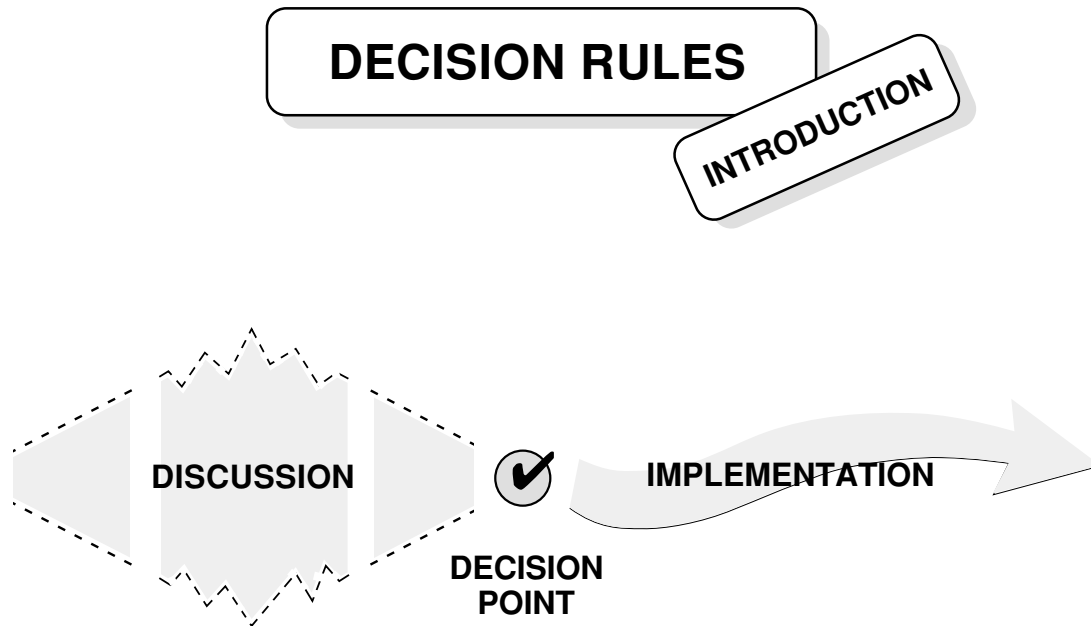 DECISION RULES
INTRODUCTION
DISCUSSION
IMPLEMENTATION
DECISION
POINT